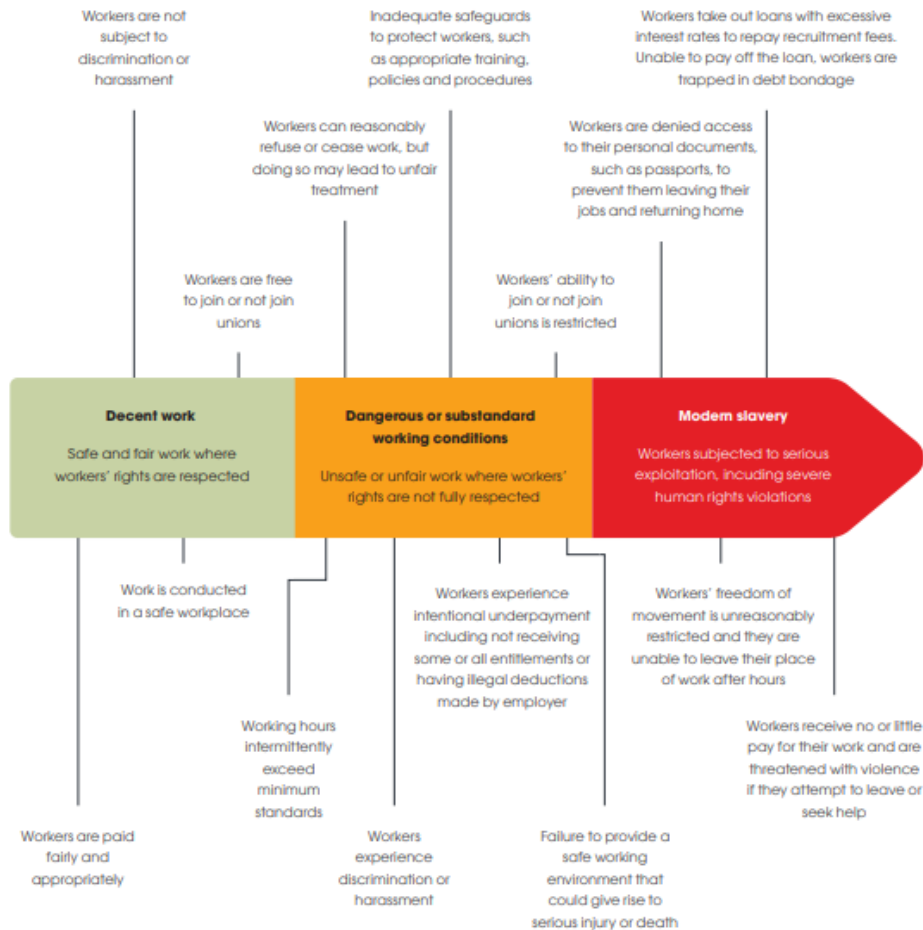 Workers are not
subject to
discrimination or
harassment
Inadequate safeguards
to protect workers, such
as appropriate training,
policies and procedures
Workers take out loans with excessive
interest rates to repay recruitment fees.
Unable to pay off the loan, workers are
trapped in debt bondage
Workers can reasonably
refuse or cease work, but
doing so may lead to unfair
treatment
Workers are denied access
to their personal documents,
such as passports, to
prevent them leaving their
jobs and returning home
Workers are free
to join or not join
unions
Workers' ability to
join or not join
unions is restricted
Decent work
Safe and fair work where
workers' rights are respected
Dangerous or substandard
working conditions
Unsafe or unfair work where workers'
rights are not fully respected
Modern slavery
Workers subjected to serious
exploitation, incuding severe
human rights violations
Work is conducted
in a safe workplace
Workers experience
intentional underpayment
including not receiving
some or all entitlements or
having illegal deductions
made by employer
Workers' freedom of
movement is unreasonably
restricted and they are
unable to leave their place
of work after hours
Working hours
intermittently
exceed
minimum
standards
Workers receive no or little
pay for their work and are
threatened with violence
if they attempt to leave or
seek help
Workers are paid
fairly and
appropriately
Workers
experience
discrimination or
harassment
Failure to provide a
safe working
environment that
could give rise to
serious injury or death